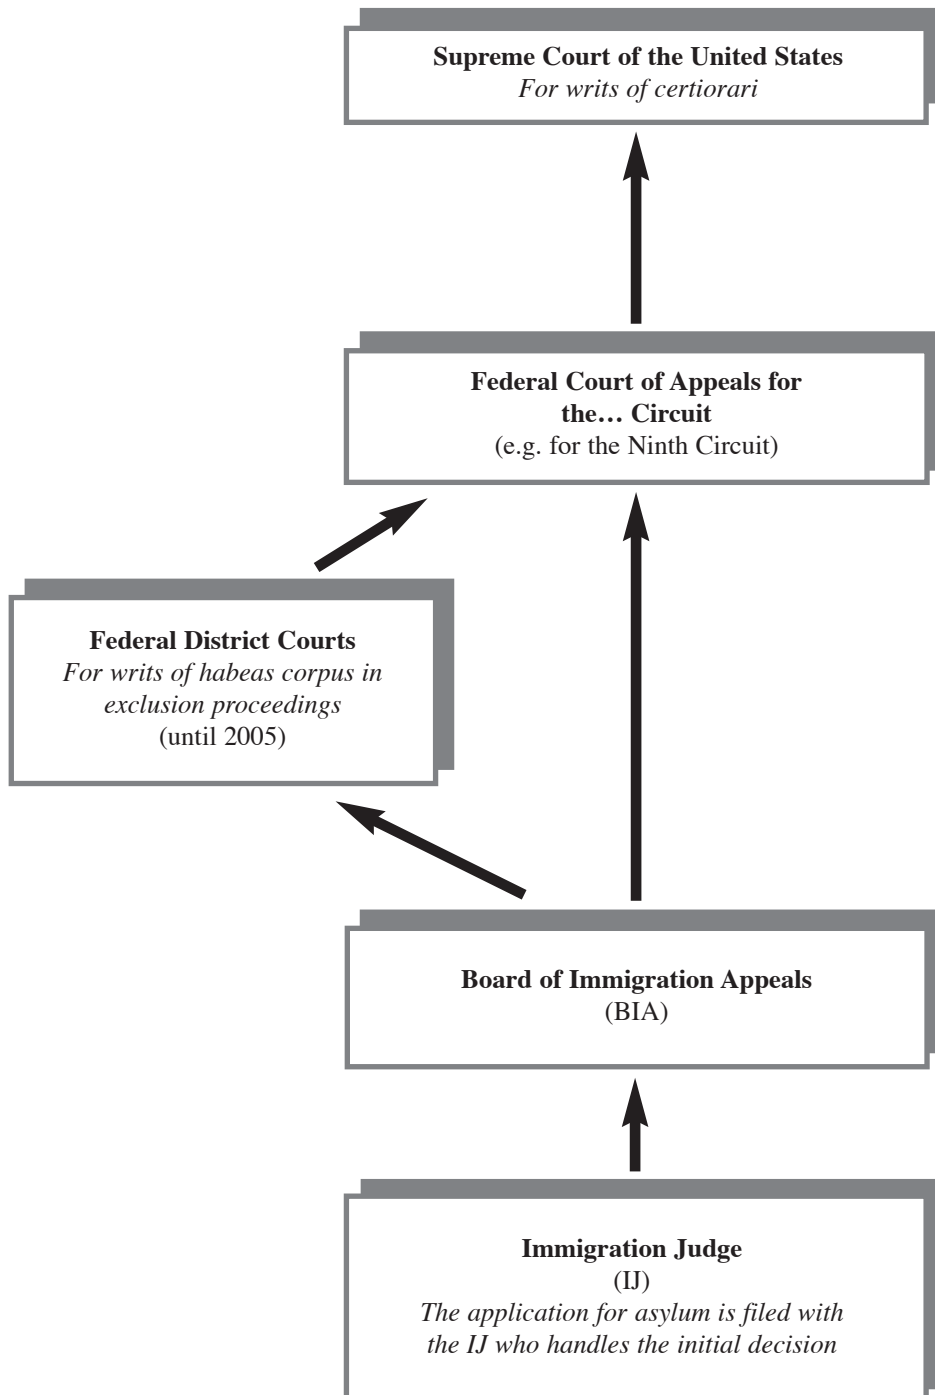 Supreme Court of the United States
For writs of certiorari
Federal Court of Appeals for
the… Circuit
(e.g. for the Ninth Circuit)
Federal District Courts
For writs of habeas corpus in
exclusion proceedings
(until 2005)
Board of Immigration Appeals
(BIA)
Immigration Judge
(IJ)
The application for asylum is filed with
the IJ who handles the initial decision